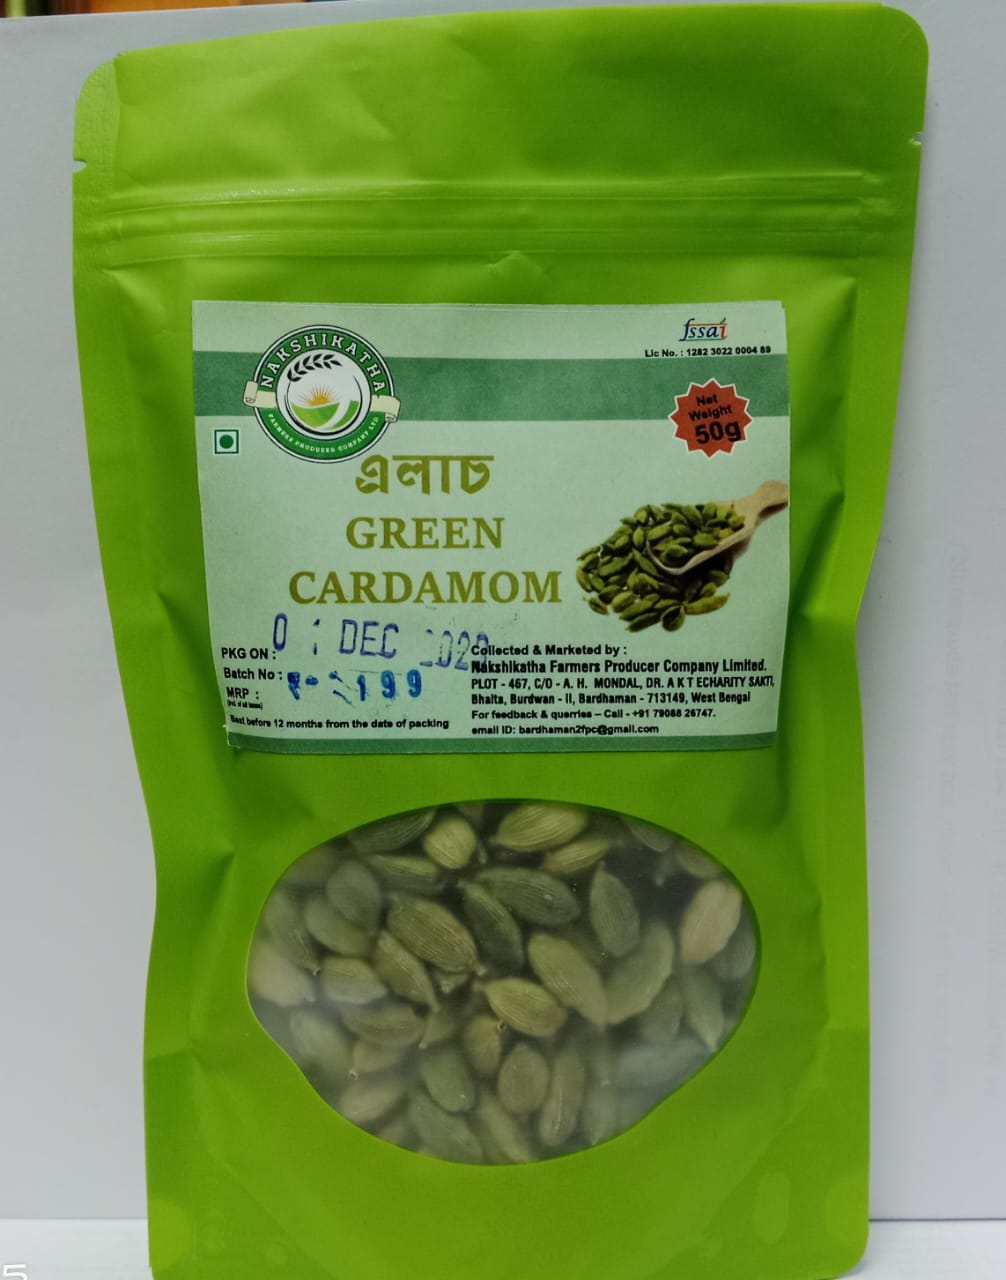 NAKSHIKATHA
FARMERS PRODUCER COMPANY LTD
fssai
Lic No. : 1282 3022 0004 89
Net
Weight
50g
এলাচ
GREEN
CARDAMOM
PKG ON : DEC
Batch No :
MRP : 199
Best before 12 months from the date of packing
Collected & Marketed by :
Nakshikatha Farmers Producer Company Limited.
PLOT - 467, C/O - A. H. MONDAL, DR. A K T ECHARITY SAKTI,
Bhaita, Burdwan - II, Bardhaman - 713149, West Bengal
For feedback & querries – Call - +91 79088 26747.
email ID: bardhaman2fpc@gmail.com
5